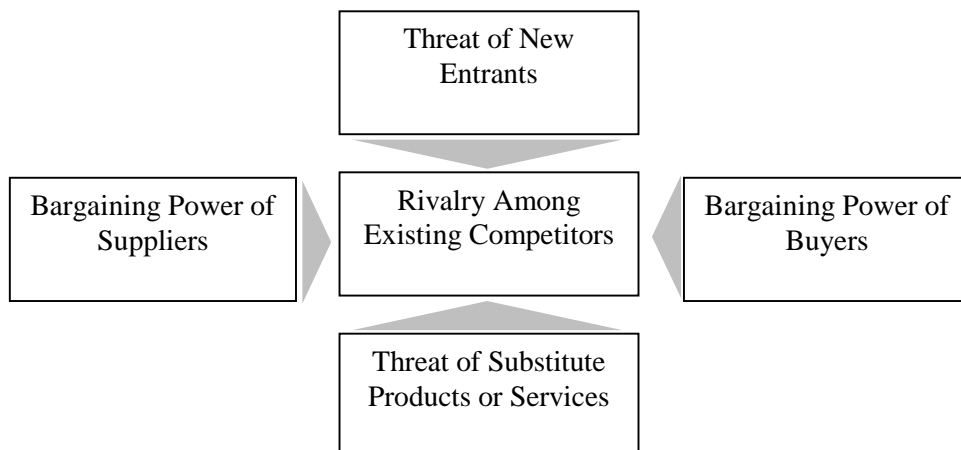 Threat of New
Entrants
Bargaining Power of
Suppliers
Rivalry Among
Existing Competitors
Bargaining Power of
Buyers
Threat of Substitute
Products or Services